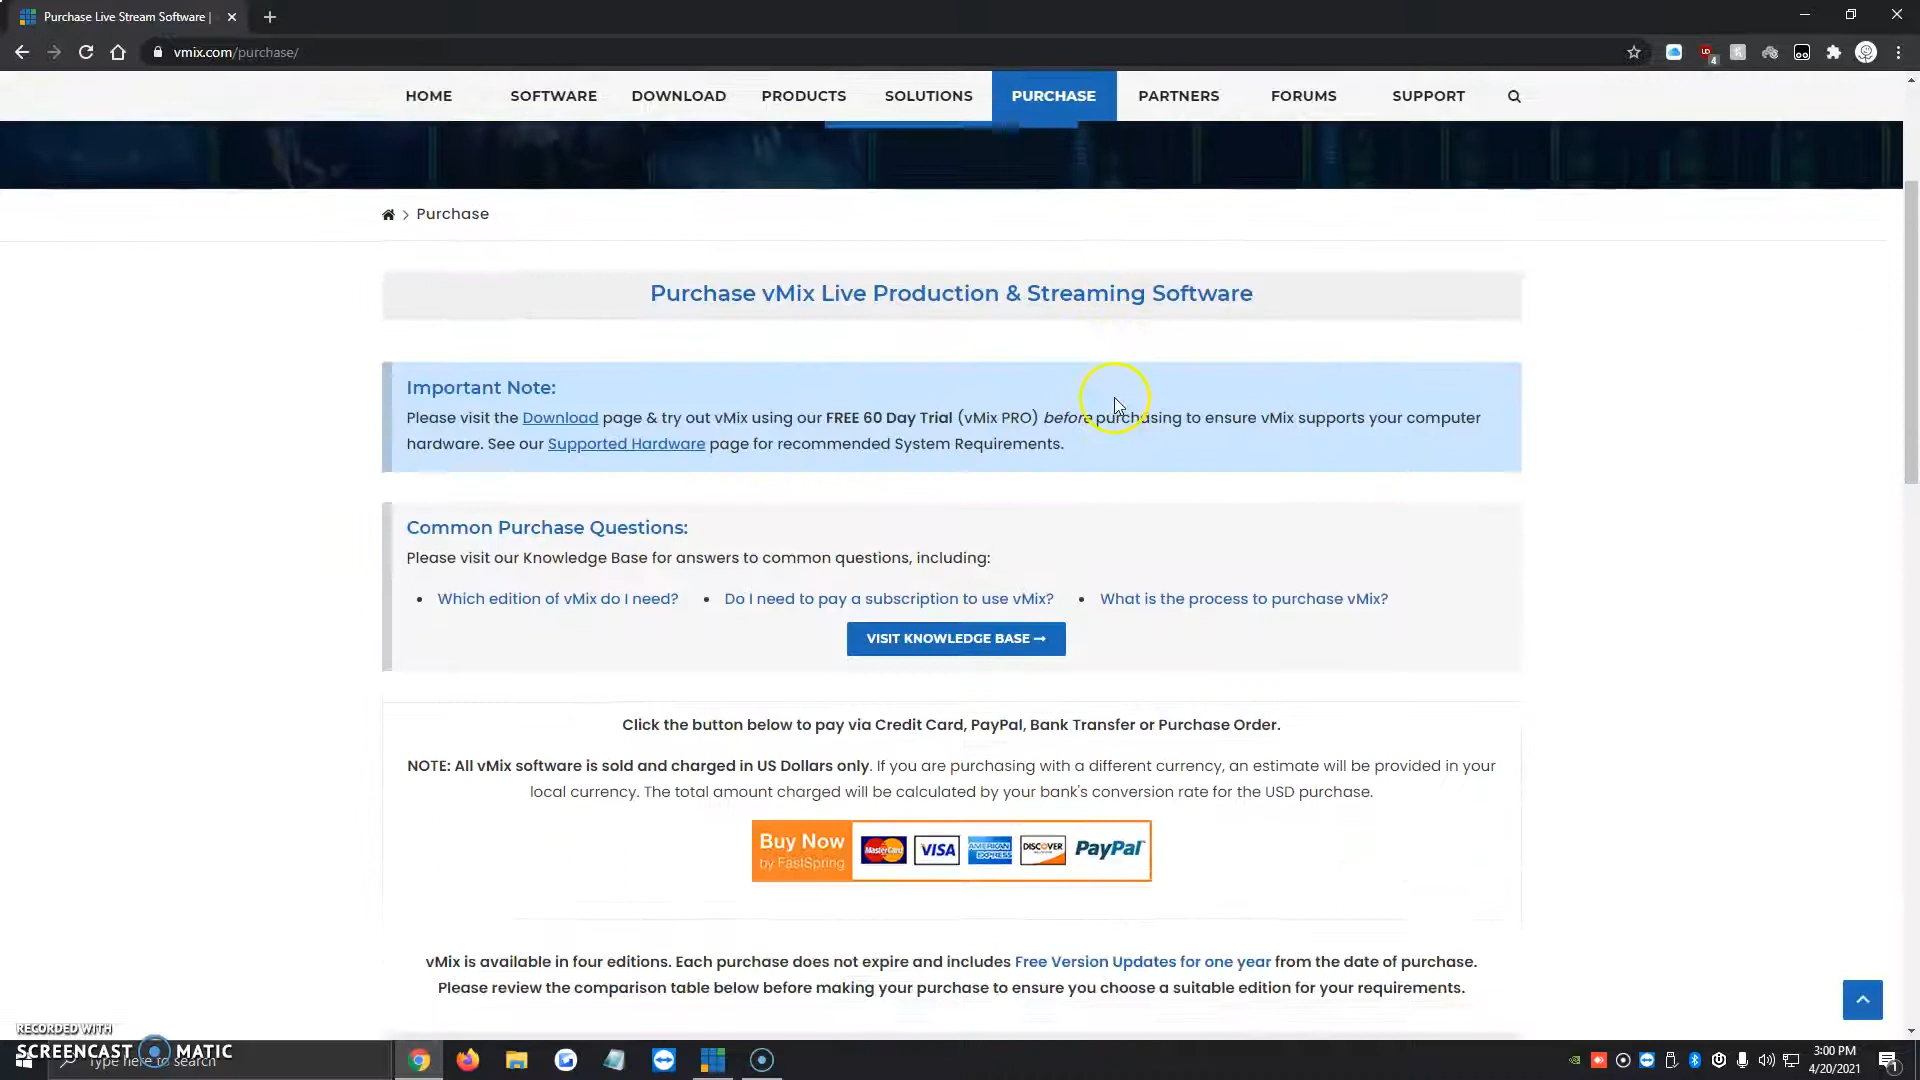 Purchase Live Stream Software |
vmix.com/purchase/
4
HOME SOFTWARE DOWNLOAD PRODUCTS SOLUTIONS PURCHASE PARTNERS FORUMS SUPPORT
Purchase
Purchase vMix Live Production & Streaming Software
Important Note:
Please visit the Download page & try out vMix using our FREE 60 Day Trial (vMix PRO) before purchasing to ensure vMix supports your computer
hardware. See our Supported Hardware page for recommended System Requirements.
Common Purchase Questions:
Please visit our Knowledge Base for answers to common questions, including:
• Which edition of vMix do I need? • Do I need to pay a subscription to use vMix? • What is the process to purchase vMix?
VISIT KNOWLEDGE BASE →
Click the button below to pay via Credit Card, PayPal, Bank Transfer or Purchase Order.
NOTE: All vMix software is sold and charged in US Dollars only. If you are purchasing with a different currency, an estimate will be provided in your
local currency. The total amount charged will be calculated by your bank's conversion rate for the USD purchase.
Buy Now
by FastSpring
MasterCard VISA AMERICAN EXPRESS DISCOVER PayPal
vMix is available in four editions. Each purchase does not expire and includes Free Version Updates for one year from the date of purchase.
Please review the comparison table below before making your purchase to ensure you choose a suitable edition for your requirements.
RECORDED WITH
SCREENCAST MATIC
Type here to search
3:00 PM
4/20/2021
1